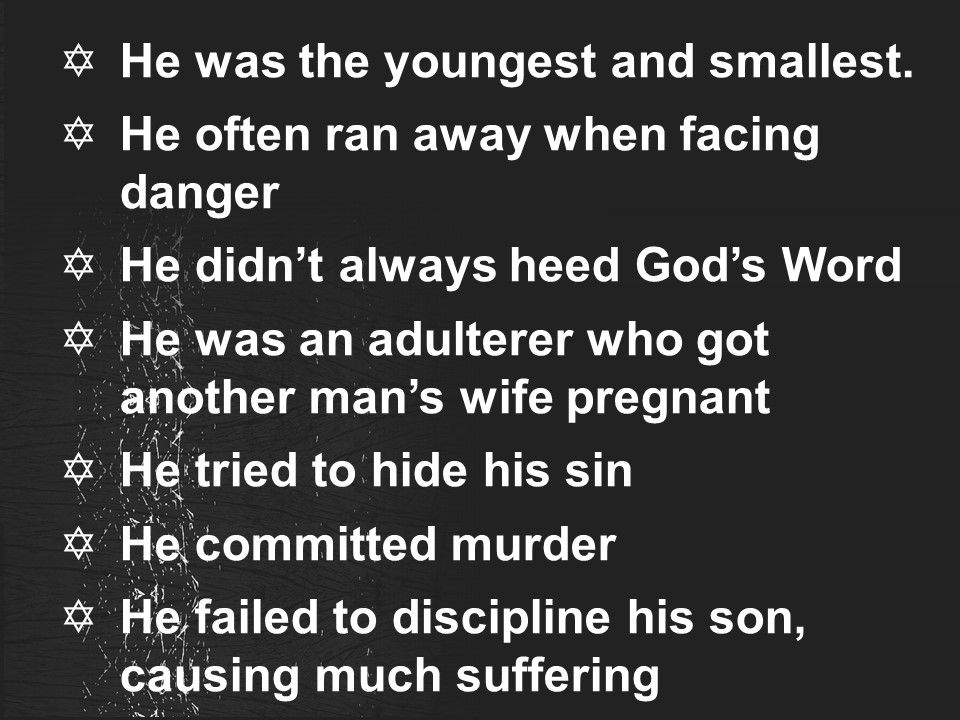 ✡ He was the youngest and smallest.
✡ He often ran away when facing
danger
✡ He didn’t always heed God’s Word
✡ He was an adulterer who got
another man’s wife pregnant
✡ He tried to hide his sin
✡ He committed murder
✡ He failed to discipline his son,
causing much suffering